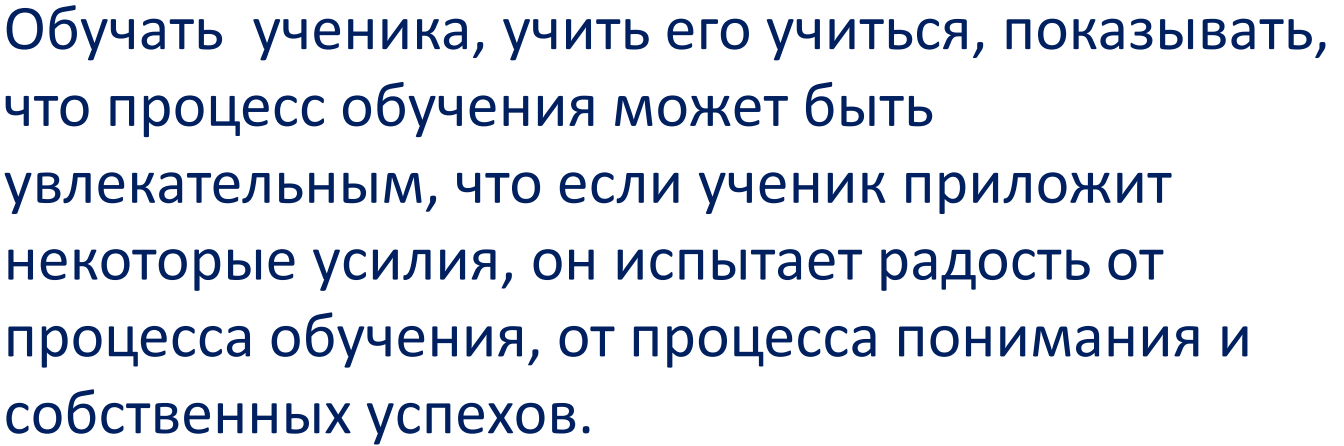 Обучать  ученика, учить его учиться, показывать,
что процесс обучения может быть
увлекательным, что если ученик приложит
некоторые усилия, он испытает радость от
процесса обучения, от процесса понимания и
собственных успехов.